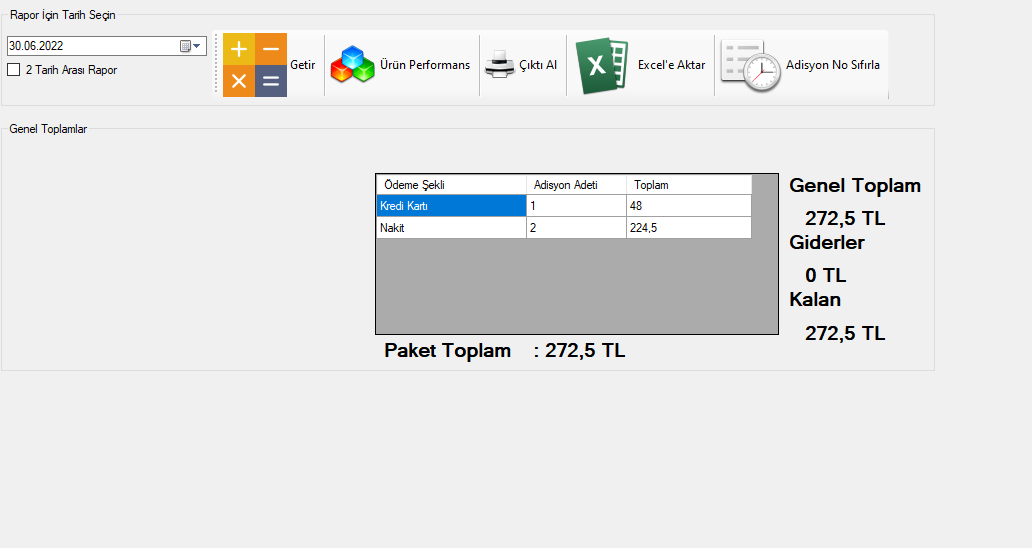 Rapor İçin Tarih Seçin
30.06.2022
2 Tarih Arası Rapor
Getir
Ürün Performans
Çıktı Al
Excel'e Aktar
Adisyon No Sıfırla
Genel Toplamlar
Ödeme Şekli Adisyon Adeti Toplam
Kredi Kartı 1 48
Nakit 2 224,5
Genel Toplam
272,5 TL
Giderler
0 TL
Kalan
272,5 TL
Paket Toplam : 272,5 TL